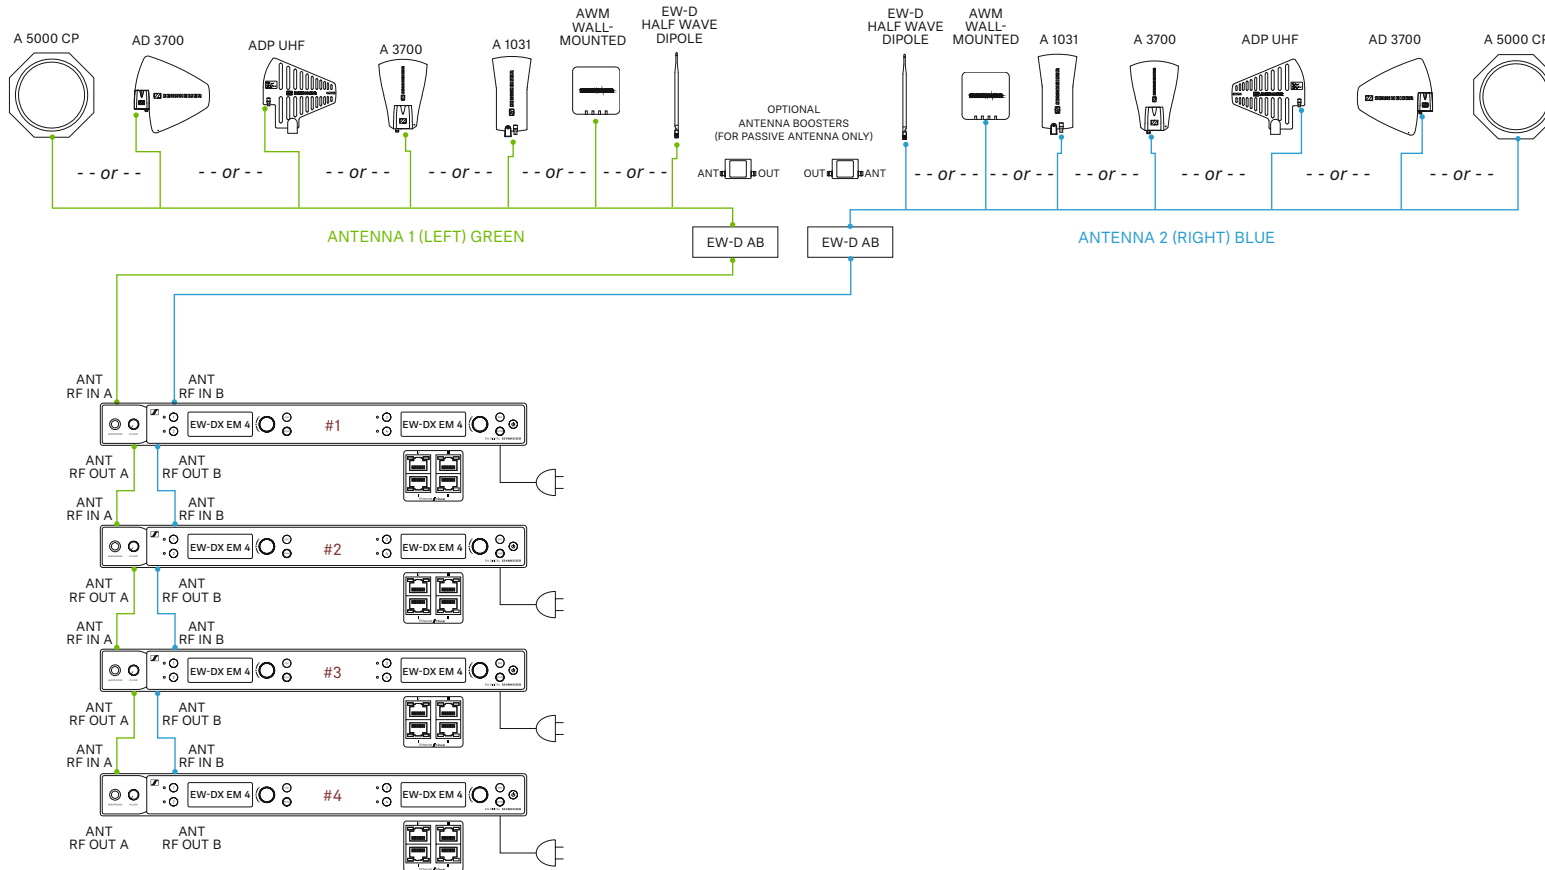 A 5000 CP
AD 3700
ADP UHF
A 3700
A 1031
AWM
WALL-
MOUNTED
EW-D
HALF WAVE
DIPOLE
EW-D
HALF WAVE
DIPOLE
AWM
WALL-
MOUNTED
A 1031
A 3700
ADP UHF
AD 3700
A 5000 CP
OPTIONAL
ANTENNA BOOSTERS
(FOR PASSIVE ANTENNA ONLY)
ANT
OUT
OUT
ANT
- - or - -
- - or - -
- - or - -
- - or - -
- - or - -
- - or - -
- - or - -
- - or - -
- - or - -
- - or - -
- - or - -
- - or - -
ANTENNA 1 (LEFT) GREEN
EW-D AB
EW-D AB
ANTENNA 2 (RIGHT) BLUE
ANT
RF IN A
ANT
RF IN B
EW-DX EM 4
#1
EW-DX EM 4
ANT
RF OUT A
ANT
RF OUT B
ANT
RF IN A
ANT
RF IN B
EW-DX EM 4
#2
EW-DX EM 4
ANT
RF OUT A
ANT
RF OUT B
ANT
RF IN A
ANT
RF IN B
EW-DX EM 4
#3
EW-DX EM 4
ANT
RF OUT A
ANT
RF OUT B
ANT
RF IN A
ANT
RF IN B
EW-DX EM 4
#4
EW-DX EM 4
ANT
RF OUT A
ANT
RF OUT B